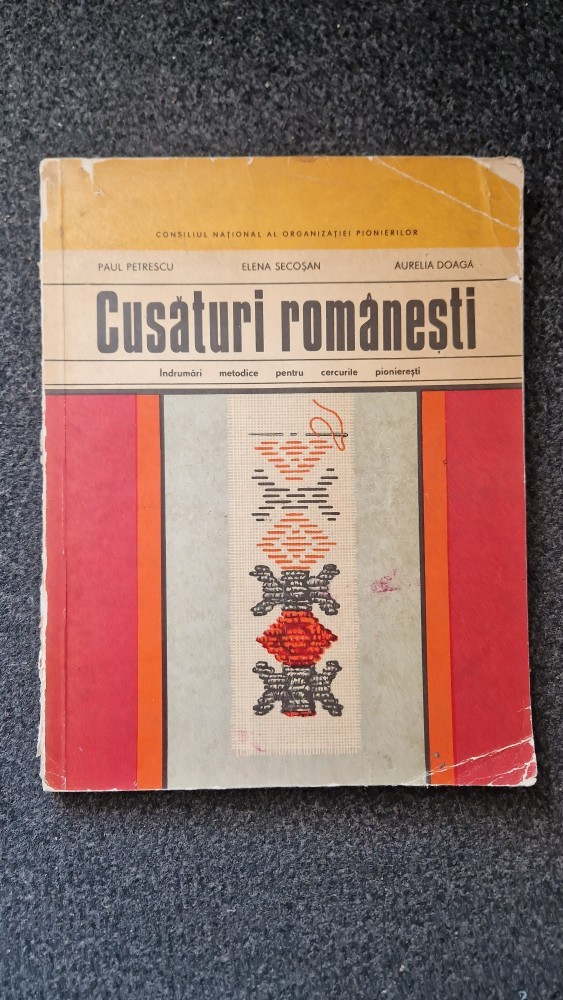 CONSILIUL NAȚIONAL AL ORGANIZAȚIEI PIONIERILOR
PAUL PETRESCU ELENA SECOȘAN AURELIA DOAGĂ
Cusături românești
Îndrumări metodice pentru cercurile pionierești